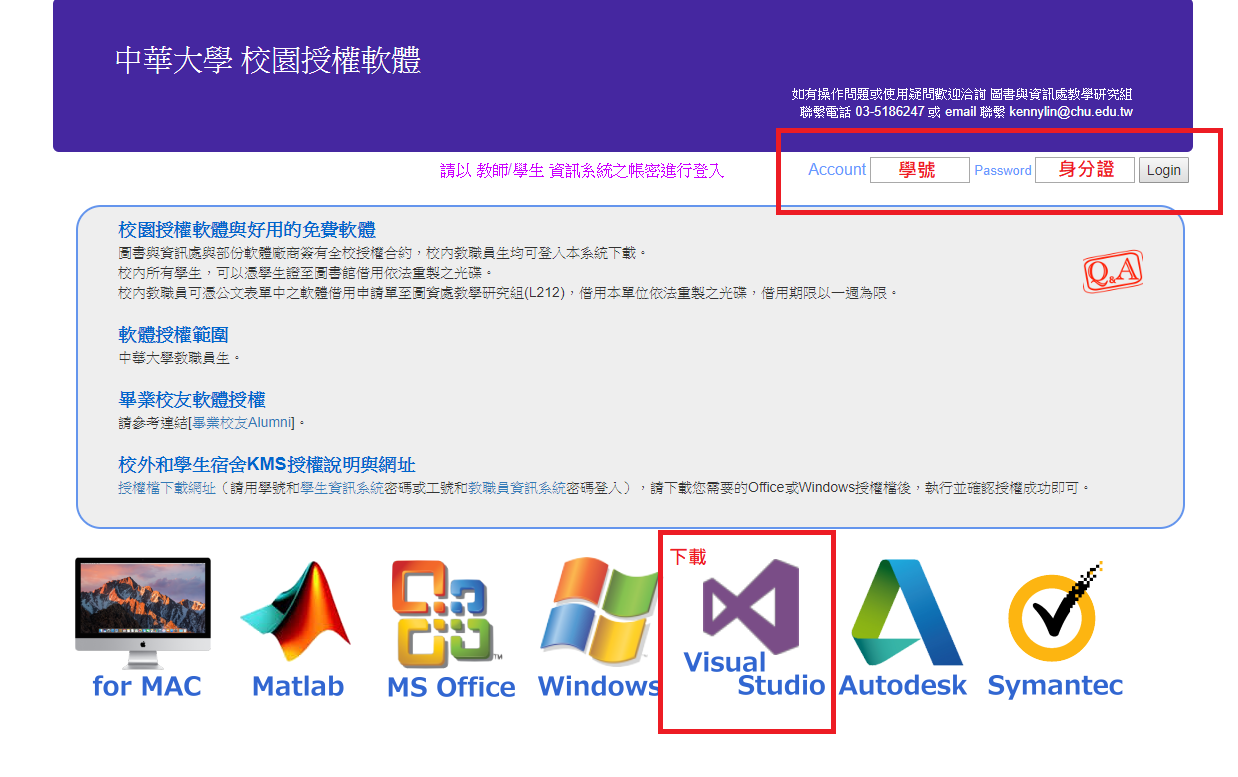 中華大學 校園授權軟體
如有操作問題或使用疑問歡迎洽詢 圖書與資訊處教學研究組
聯繫電話 03-5186247 或 email 聯繫 kennylin@chu.edu.tw
請以 教師/學生 資訊系統之帳密進行登入
Account 學號 Password 身分證 Login
校園授權軟體與好用的免費軟體
圖書與資訊處與部份軟體廠商簽有全校授權合約，校內教職員生均可登入本系統下載。
校內所有學生，可以憑學生證至圖書館借用依法重製之光碟。
校內教職員可憑公文表單中之軟體借用申請單至圖資處教學研究組(L212)，借用本單位依法重製之光碟，借用期限以一週為限。
Q.A
軟體授權範圍
中華大學教職員生。
畢業校友軟體授權
請參考連結[畢業校友Alumni]。
校外和學生宿舍KMS授權說明與網址
授權檔下載網址（請用學號和學生資訊系統密碼或工號和教職員資訊系統密碼登入），請下載您需要的Office或Windows授權檔後，執行並確認授權成功即可。
下載
for MAC
Matlab
MS Office
Windows
Visual
Studio
Autodesk
Symantec